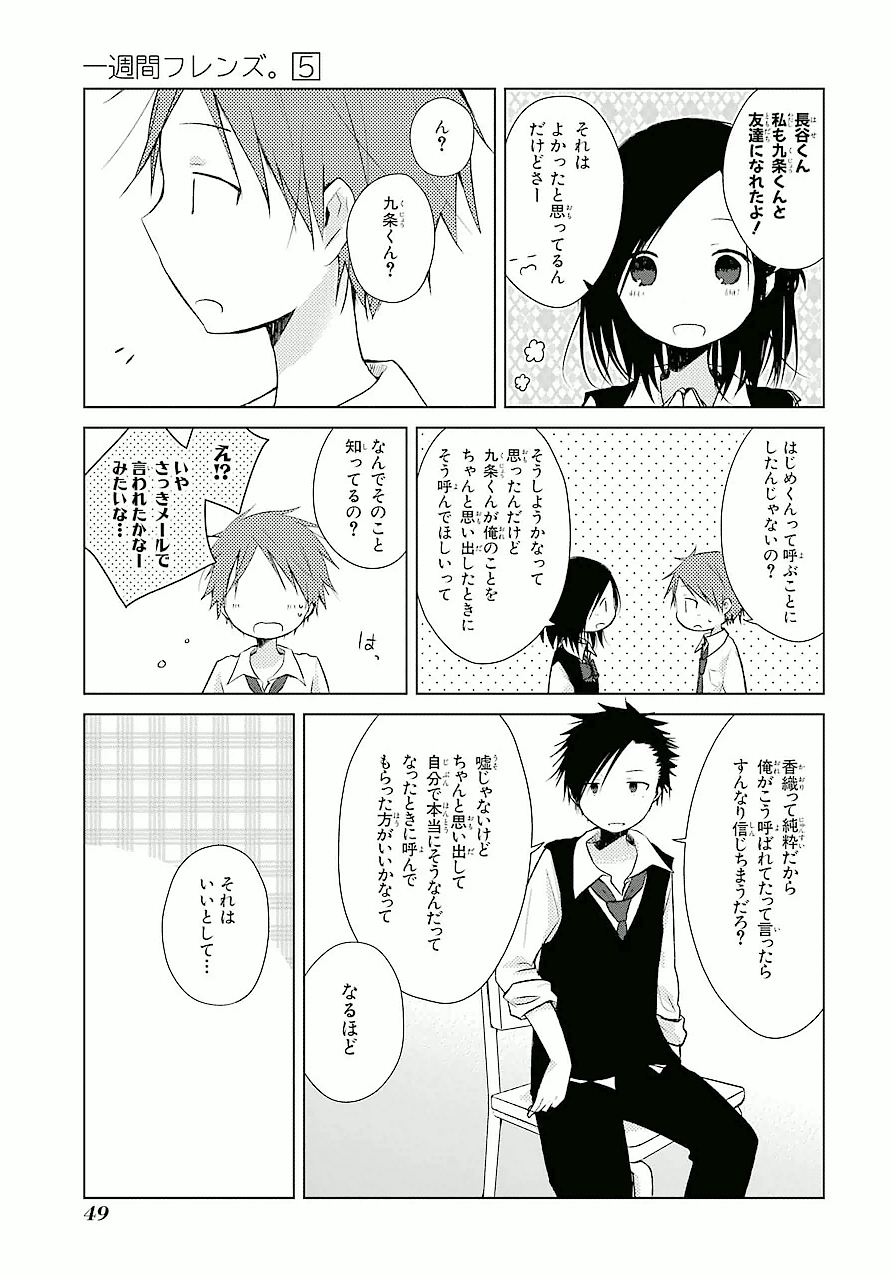 一週間フレンズ。5
長谷くん
私も九条くんと
友達になれたよ!
それは
よかったと思ってるん
だけどさー
ん?
九条くん?
はじめくんって呼ぶことに
したんじゃないの?
そうしようかなって
思ったんだけど
九条くんが俺のことを
ちゃんと思い出したときに
そう呼んでほしいって
なんでそのこと
知ってるの?
え!?
いや
さっきメールで
言われたかなー
みたいな…
は、
香織って純粋だから
俺がこう呼ばれてたって言ったら
すんなり信じちまうだろ?
嘘じゃないけど
ちゃんと思い出して
自分で本当にそうなんだって
なったときに呼んで
もらった方がいいかなって
なるほど
それは
いいとして…
49